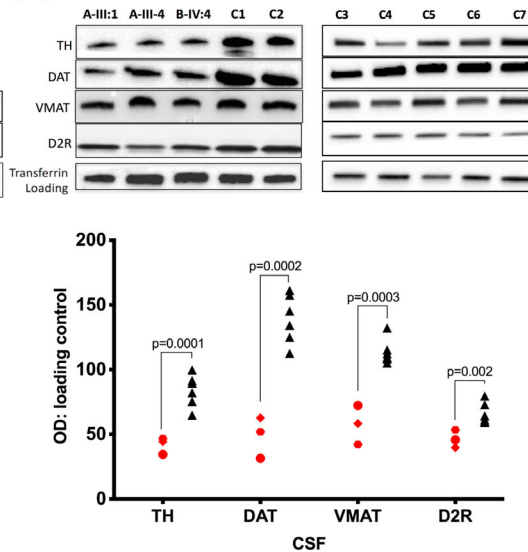 A-III:1 A-III-4 B-IV:4 C1 C2 C3 C4 C5 C6 C7
TH
DAT
VMAT
D2R
Transferrin
Loading
200
150
100
50
0
OD: loading control
p=0.0001
p=0.0002
p=0.0003
p=0.002
TH DAT VMAT D2R
CSF